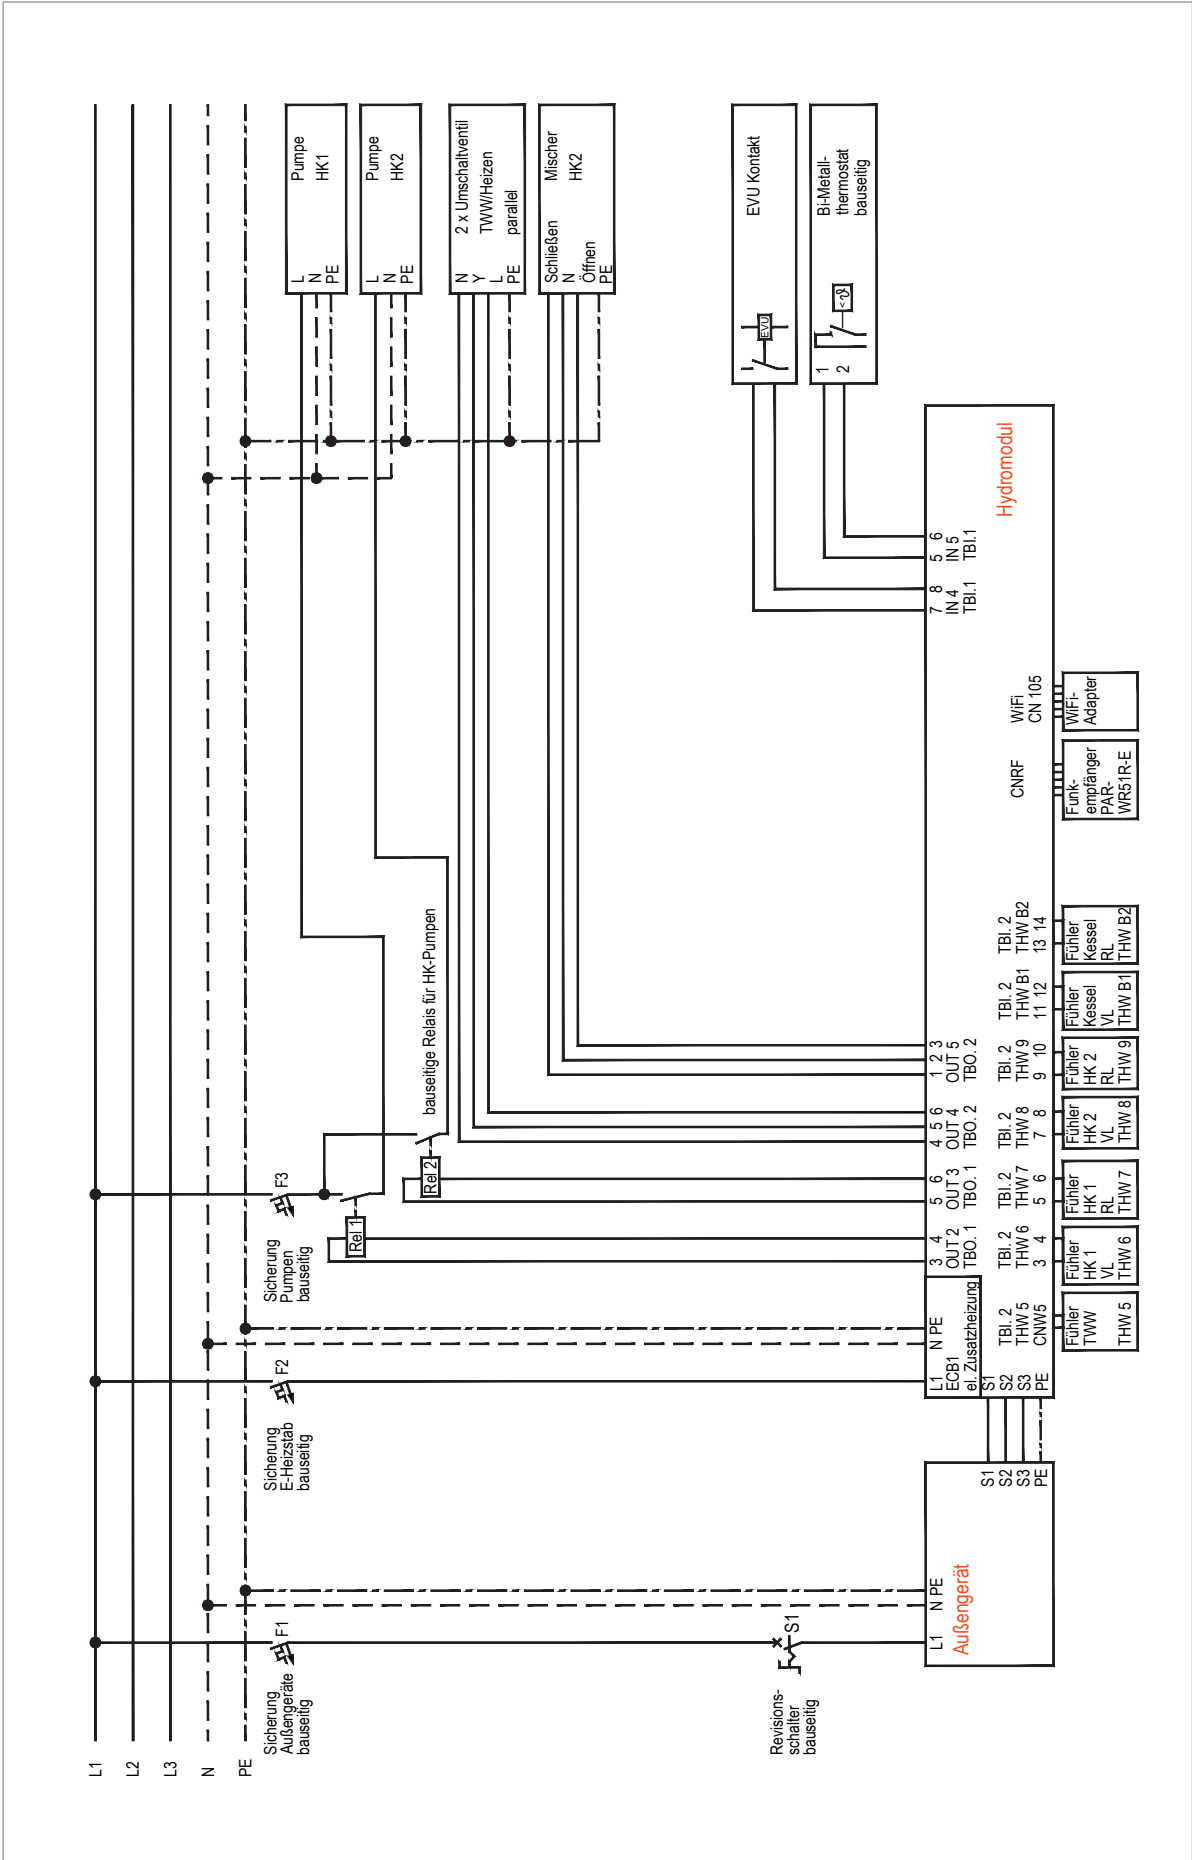 L1
L2
L3
N
PE
Sicherung
Außengeräte
bauseitig
F1
Sicherung
E-Heizstab
bauseitig
F2
Sicherung
Pumpen
bauseitig
F3
Rel 1
Rel 2
bauseitige Relais für HK-Pumpen
Pumpe
HK1
L
N
PE
Pumpe
HK2
L
N
PE
2 x Umschaltventil
TWW/Heizen
parallel
N
Y
L
PE
Mischer
HK2
Schließen
N
Öffnen
PE
EVU Kontakt
EVU
Bi-Metall-
thermostat
bauseitig
<ϑ
1
2
Revisions-
schalter
bauseitig
S1
L1
N PE
Außengerät
S1
S2
S3
PE
L1
N PE
ECB1
el. Zusatzheizung
S1
S2
S3
PE
3 4
OUT 2
TBO. 1
5 6
OUT 3
TBO. 1
4 5 6
OUT 4
TBO. 2
1 2 3
OUT 5
TBO. 2
7 8
IN 4
TBI.1
5 6
IN 5
TBI.1
Hydromodul
TBI. 2
THW 5
CNW5
TBI. 2
THW 6
3 4
TBI. 2
THW 7
5 6
TBI. 2
THW 8
7 8
TBI. 2
THW 9
9 10
TBI. 2
THW B1
11 12
TBI. 2
THW B2
13 14
CNRF
WiFi
CN 105
Fühler
TWW
THW 5
Fühler
HK 1
VL
THW 6
Fühler
HK 1
RL
THW 7
Fühler
HK 2
VL
THW 8
Fühler
HK 2
RL
THW 9
Fühler
Kessel
VL
THW B1
Fühler
Kessel
RL
THW B2
Funk-
empfänger
PAR-
WR51R-E
WiFi-
Adapter